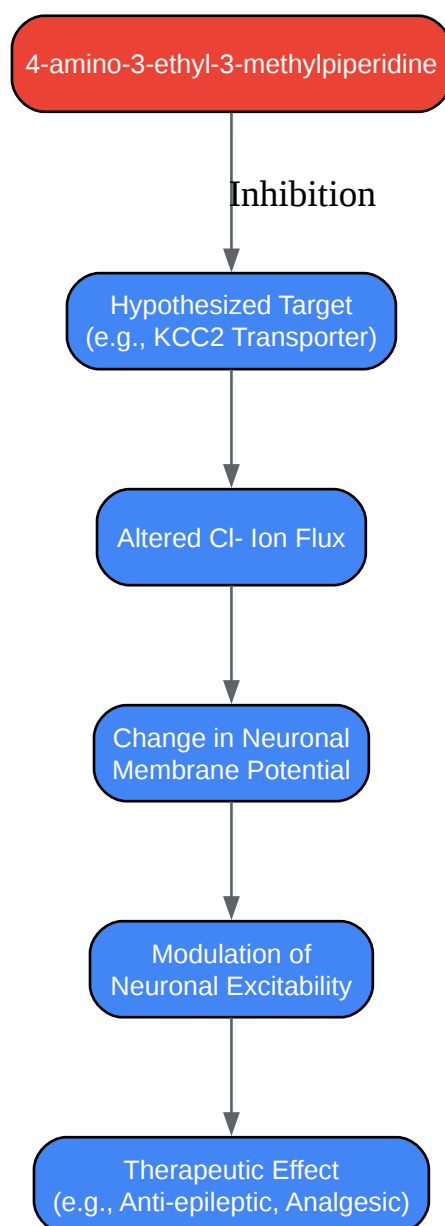 4-amino-3-ethyl-3-methylpiperidine
Inhibition
Hypothesized Target
(e.g., KCC2 Transporter)
Altered Cl- Ion Flux
Change in Neuronal
Membrane Potential
Modulation of
Neuronal Excitability
Therapeutic Effect
(e.g., Anti-epileptic, Analgesic)